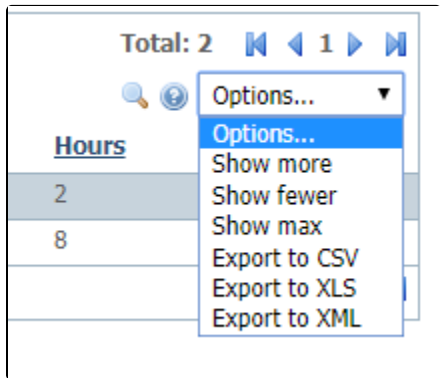 Total: 2 1
Options...
Hours
Options...
Show more
2
Show fewer
Show max
8
Export to CSV
Export to XLS
Export to XML